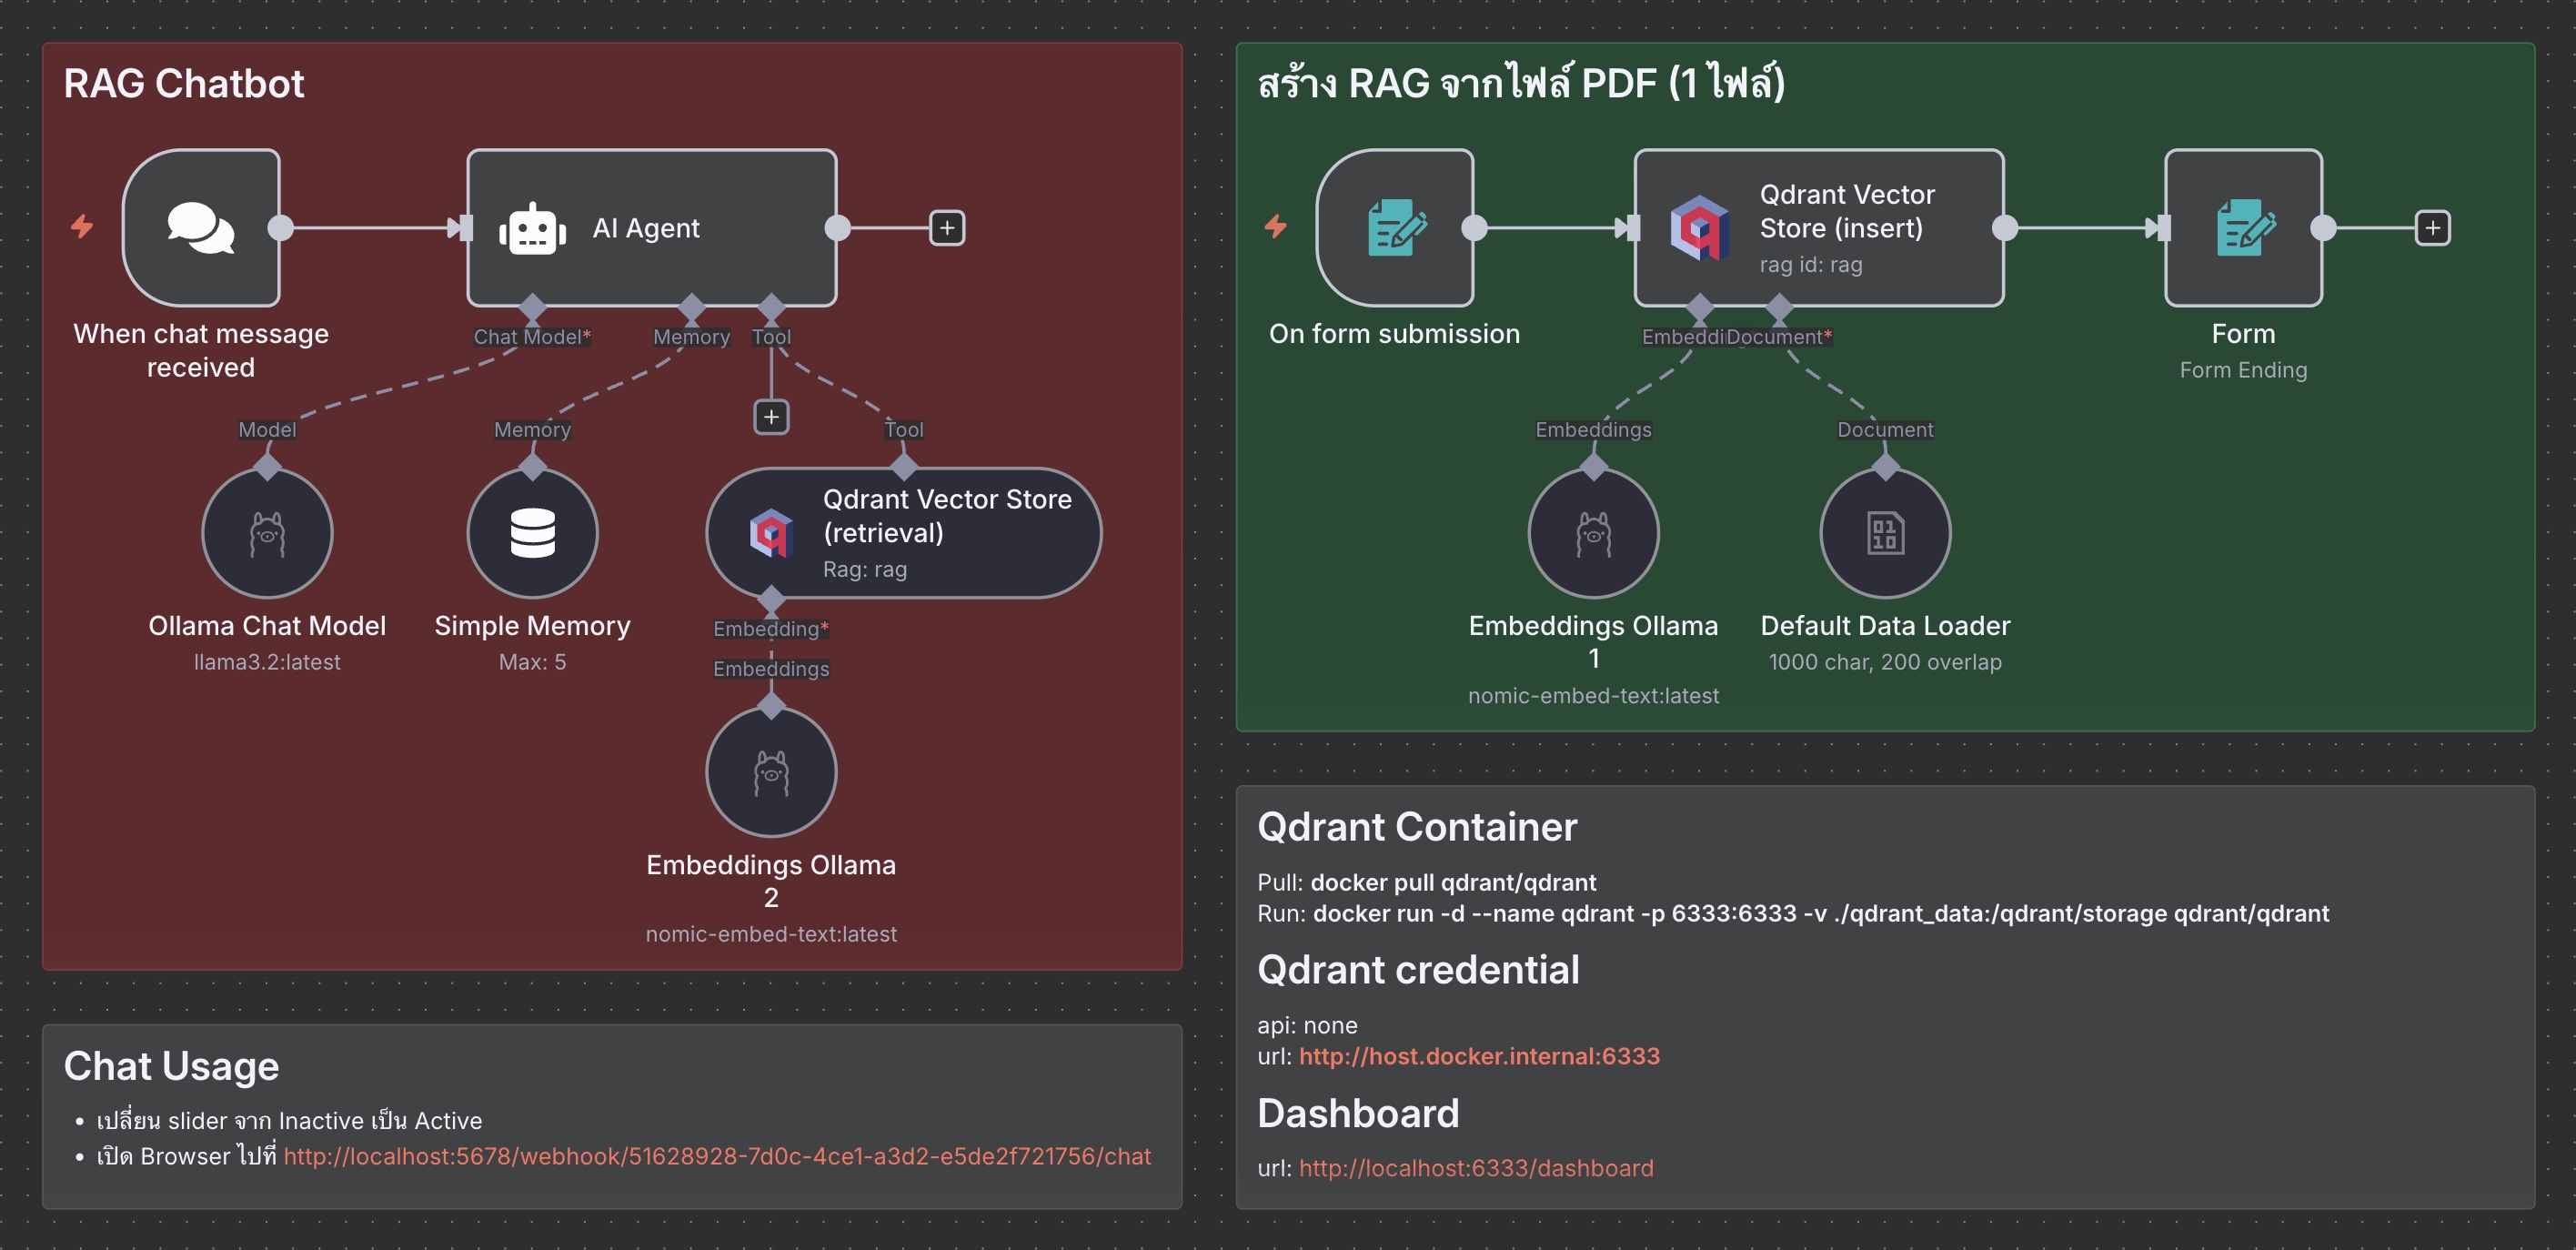 RAG Chatbot
When chat message
received
AI Agent
Chat Model*
Memory
Tool
Model
Memory
Tool
Ollama Chat Model
llama3.2:latest
Simple Memory
Max: 5
Qdrant Vector Store
(retrieval)
Rag: rag
Embedding*
Embeddings
Embeddings Ollama
2
nomic-embed-text:latest
สร้าง RAG จากไฟล์ PDF (1 ไฟล์)
On form submission
Qdrant Vector
Store (insert)
rag id: rag
Form
Form Ending
Document*
Embeddings
Document
Embeddings Ollama
1
nomic-embed-text:latest
Default Data Loader
1000 char, 200 overlap
Chat Usage
• เปลี่ยน slider จาก Inactive เป็น Active
• เปิด Browser ไปที่ http://localhost:5678/webhook/51628928-7d0c-4ce1-a3d2-e5de2f721756/chat
Qdrant Container
Pull: docker pull qdrant/qdrant
Run: docker run -d --name qdrant -p 6333:6333 -v ./qdrant_data:/qdrant/storage qdrant/qdrant
Qdrant credential
api: none
url: http://host.docker.internal:6333
Dashboard
url: http://localhost:6333/dashboard